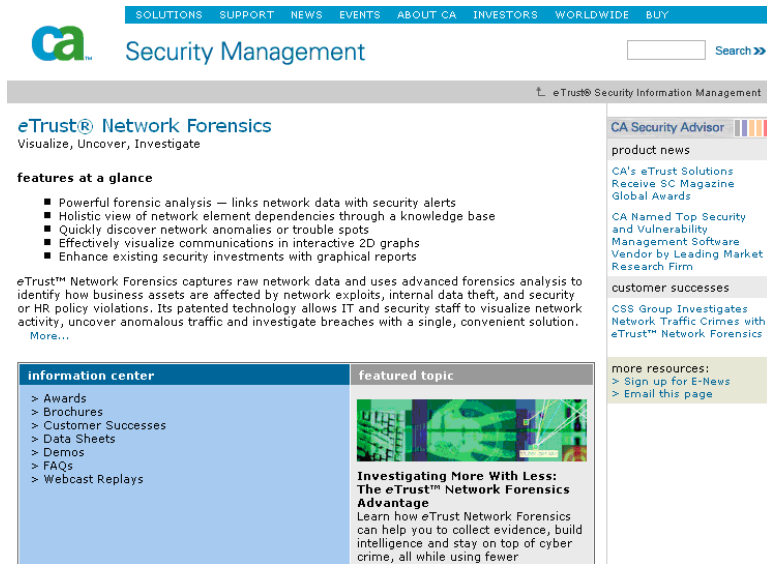 SOLUTIONS SUPPORT NEWS EVENTS ABOUT CA INVESTORS WORLDWIDE BUY
ca
Security Management
Search
eTrust® Security Information Management
eTrust® Network Forensics
Visualize, Uncover, Investigate
features at a glance
Powerful forensic analysis — links network data with security alerts
Holistic view of network element dependencies through a knowledge base
Quickly discover network anomalies or trouble spots
Effectively visualize communications in interactive 2D graphs
Enhance existing security investments with graphical reports
eTrust™ Network Forensics captures raw network data and uses advanced forensics analysis to
identify how business assets are affected by network exploits, internal data theft, and security
or HR policy violations. Its patented technology allows IT and security staff to visualize network
activity, uncover anomalous traffic and investigate breaches with a single, convenient solution.
More...
information center
> Awards
> Brochures
> Customer Successes
> Data Sheets
> Demos
> FAQs
> Webcast Replays
featured topic
Investigating More With Less:
The eTrust™ Network Forensics
Advantage
Learn how eTrust Network Forensics
can help you to collect evidence, build
intelligence and stay on top of cyber
crime, all while using fewer
CA Security Advisor
product news
CA's eTrust Solutions
Receive SC Magazine
Global Awards
CA Named Top Security
and Vulnerability
Management Software
Vendor by Leading Market
Research Firm
customer successes
CSS Group Investigates
Network Traffic Crimes with
eTrust™ Network Forensics
more resources:
> Sign up for E-News
> Email this page